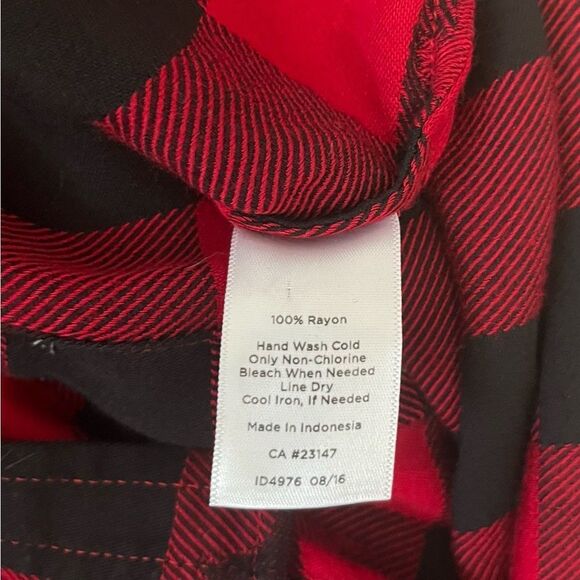 100% Rayon
Hand Wash Cold
Only Non-Chlorine
Bleach When Needed
Line Dry
Cool Iron, If Needed
Made In Indonesia
CA #23147
ID4976 08/16